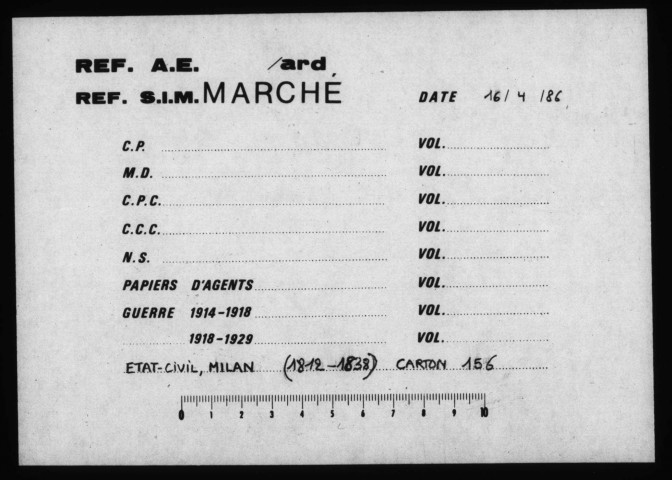 REF. A.E. /ard
REF. S.I.M. MARCHÉ DATE 16/ 4 /86
C.P. VOL.
M.D. VOL.
C.P.C. VOL.
C.C.C. VOL.
N.S. VOL.
PAPIERS D'AGENTS VOL.
GUERRE 1914-1918 VOL.
1918-1929 VOL.
ETAT-CiViL, MILAN (1812-1838) CARTON 156
0 1 2 3 4 5 6 7 8 9 10